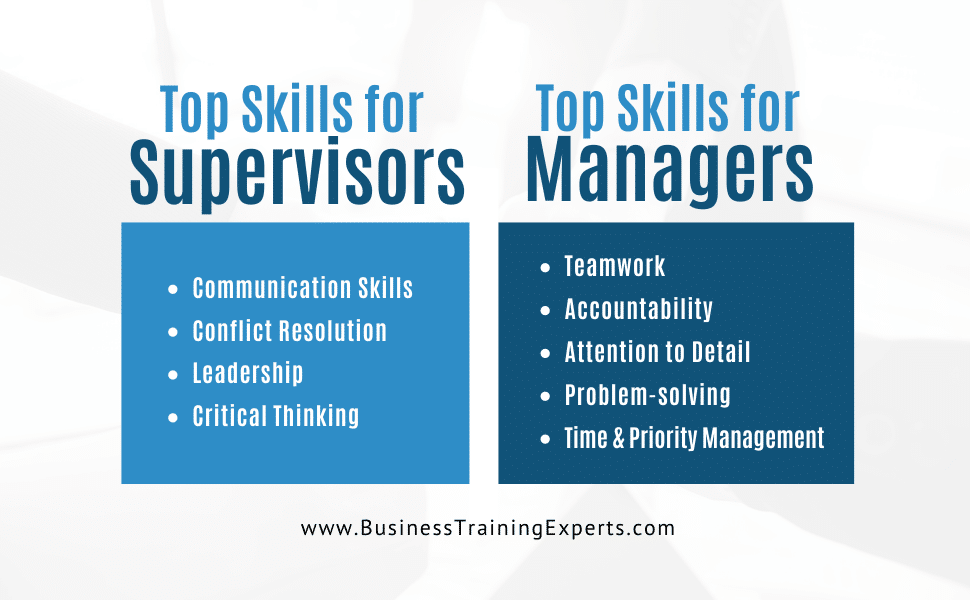 Top Skills for
Supervisors
• Communication Skills
• Conflict Resolution
• Leadership
• Critical Thinking
Top Skills for
Managers
• Teamwork
• Accountability
• Attention to Detail
• Problem-solving
• Time & Priority Management
www.BusinessTrainingExperts.com